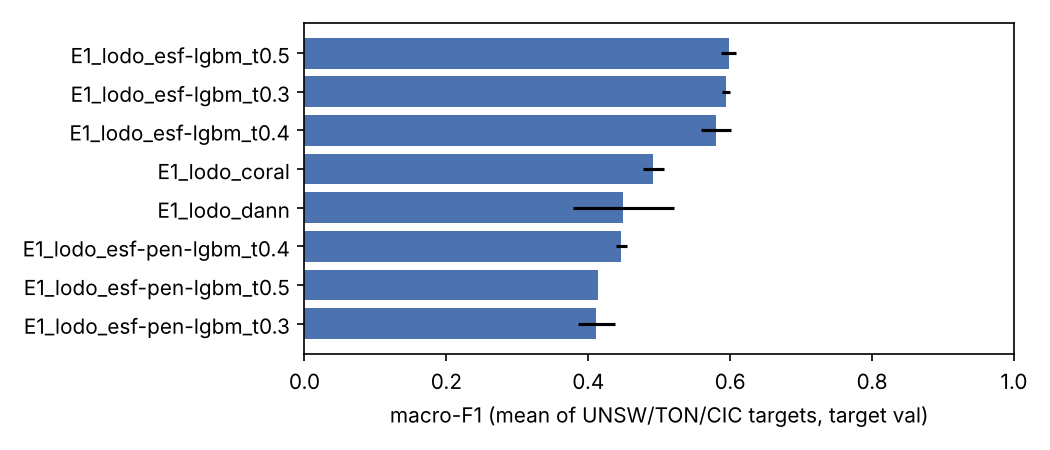 E1_lodo_esf-lgbm_t0.5
E1_lodo_esf-lgbm_t0.3
E1_lodo_esf-lgbm_t0.4
E1_lodo_coral
E1_lodo_dann
E1_lodo_esf-pen-lgbm_t0.4
E1_lodo_esf-pen-lgbm_t0.5
E1_lodo_esf-pen-lgbm_t0.3
0.0 0.2 0.4 0.6 0.8 1.0
macro-F1 (mean of UNSW/TON/CIC targets, target val)